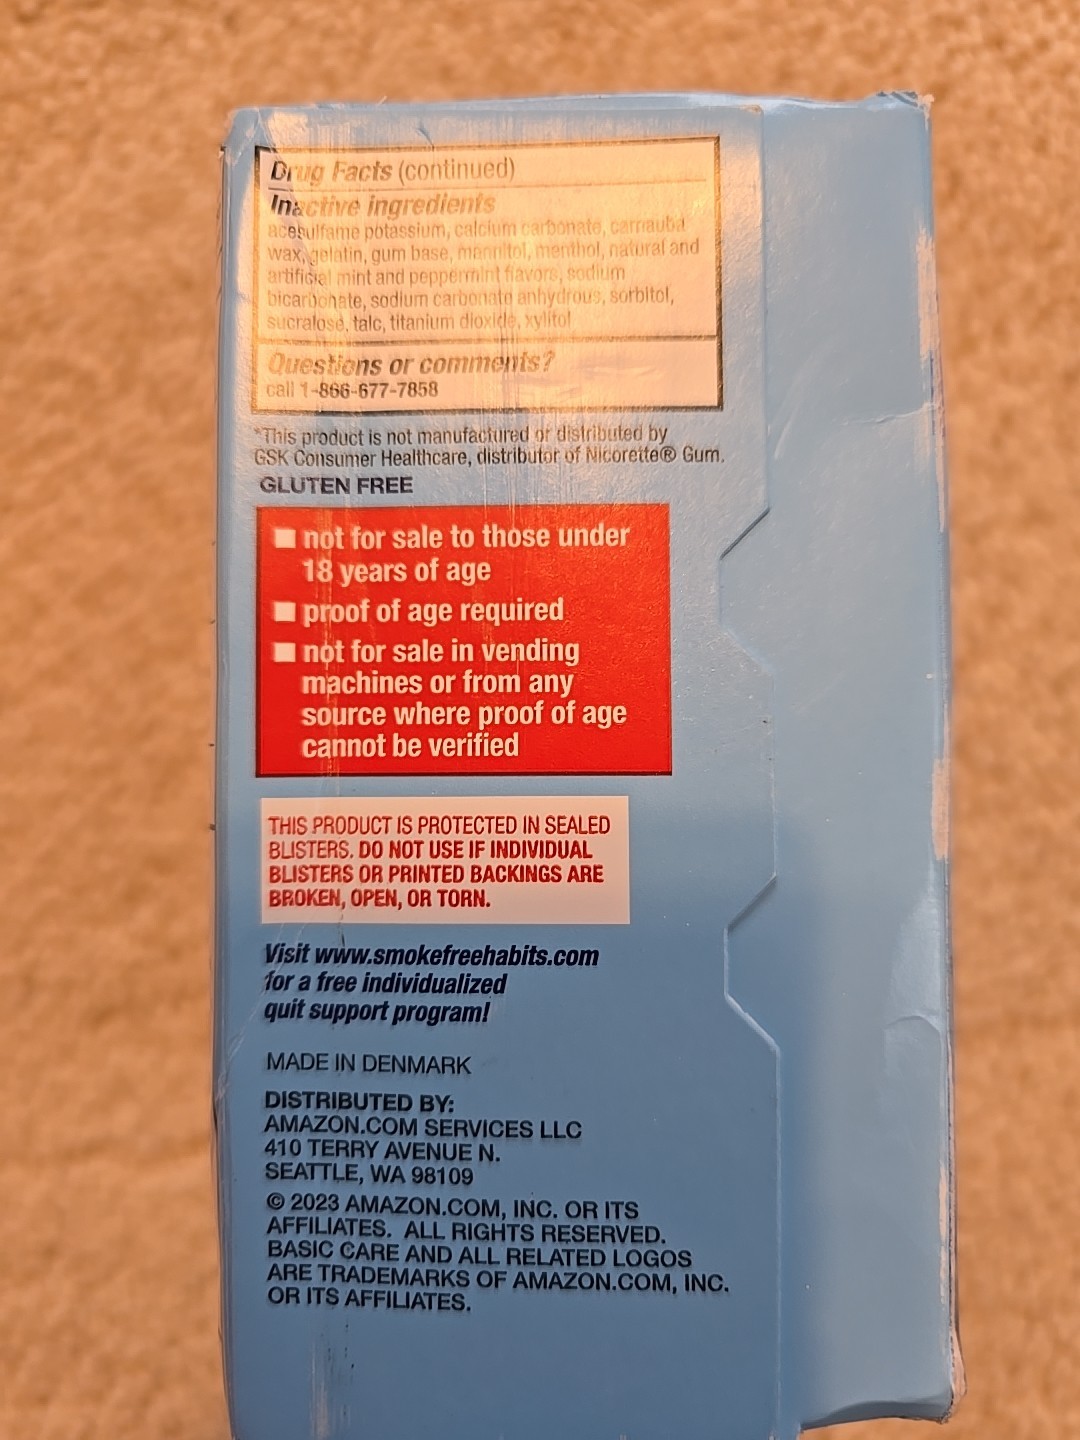 Drug Facts (continued)
Inactive ingredients
acesulfame potassium, calcium carbonate, carnauba
wax, gelatin, gum base, mannitol, menthol, natural and
artificial mint and peppermint flavors, sodium
bicarbonate, sodium carbonate anhydrous, sorbitol,
sucralose, talc, titanium dioxide, xylitol
Questions or comments?
call 1-866-677-7858
*This product is not manufactured or distributed by
GSK Consumer Healthcare, distributor of Nicorette® Gum.
GLUTEN FREE
■ not for sale to those under
18 years of age
■ proof of age required
■ not for sale in vending
machines or from any
source where proof of age
cannot be verified
THIS PRODUCT IS PROTECTED IN SEALED
BLISTERS. DO NOT USE IF INDIVIDUAL
BLISTERS OR PRINTED BACKINGS ARE
BROKEN, OPEN, OR TORN.
Visit www.smokefreehabits.com
for a free individualized
quit support program!
MADE IN DENMARK
DISTRIBUTED BY:
AMAZON.COM SERVICES LLC
410 TERRY AVENUE N.
SEATTLE, WA 98109
© 2023 AMAZON.COM, INC. OR ITS
AFFILIATES. ALL RIGHTS RESERVED.
BASIC CARE AND ALL RELATED LOGOS
ARE TRADEMARKS OF AMAZON.COM, INC.
OR ITS AFFILIATES.